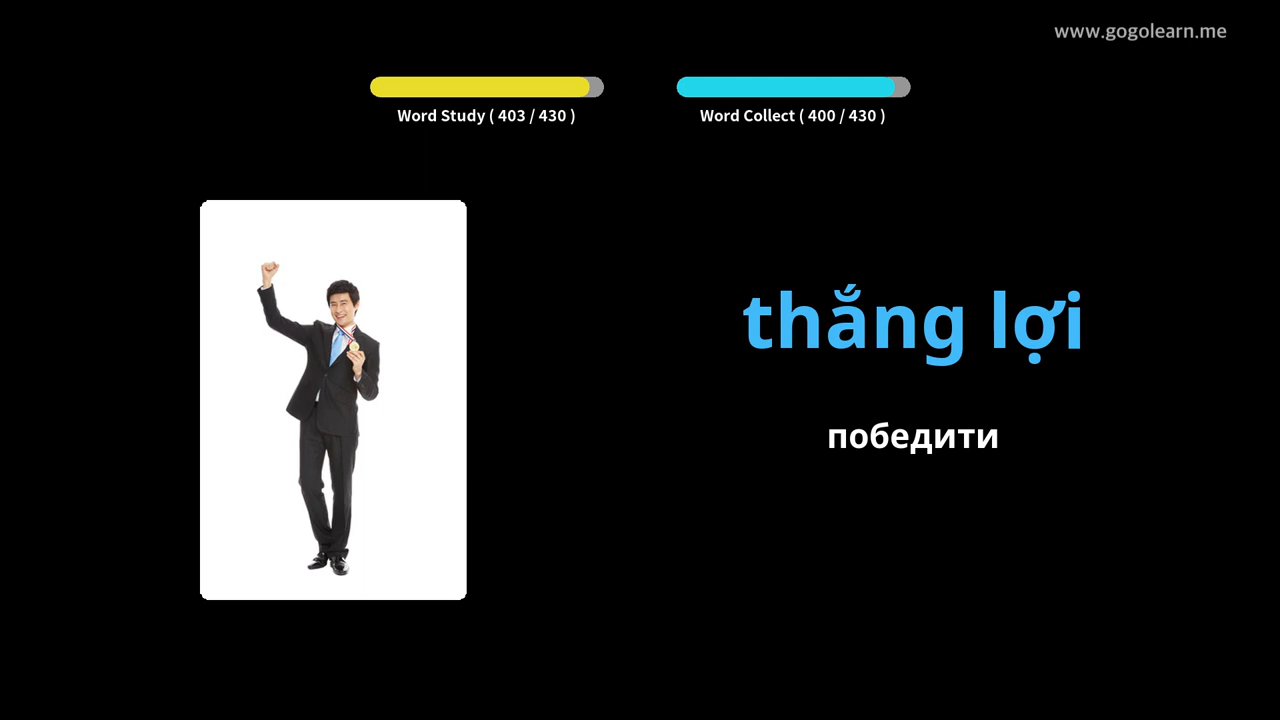 www.gogolearn.me
Word Study ( 403 / 430 )
Word Collect ( 400 / 430 )
thắng lợi
победити